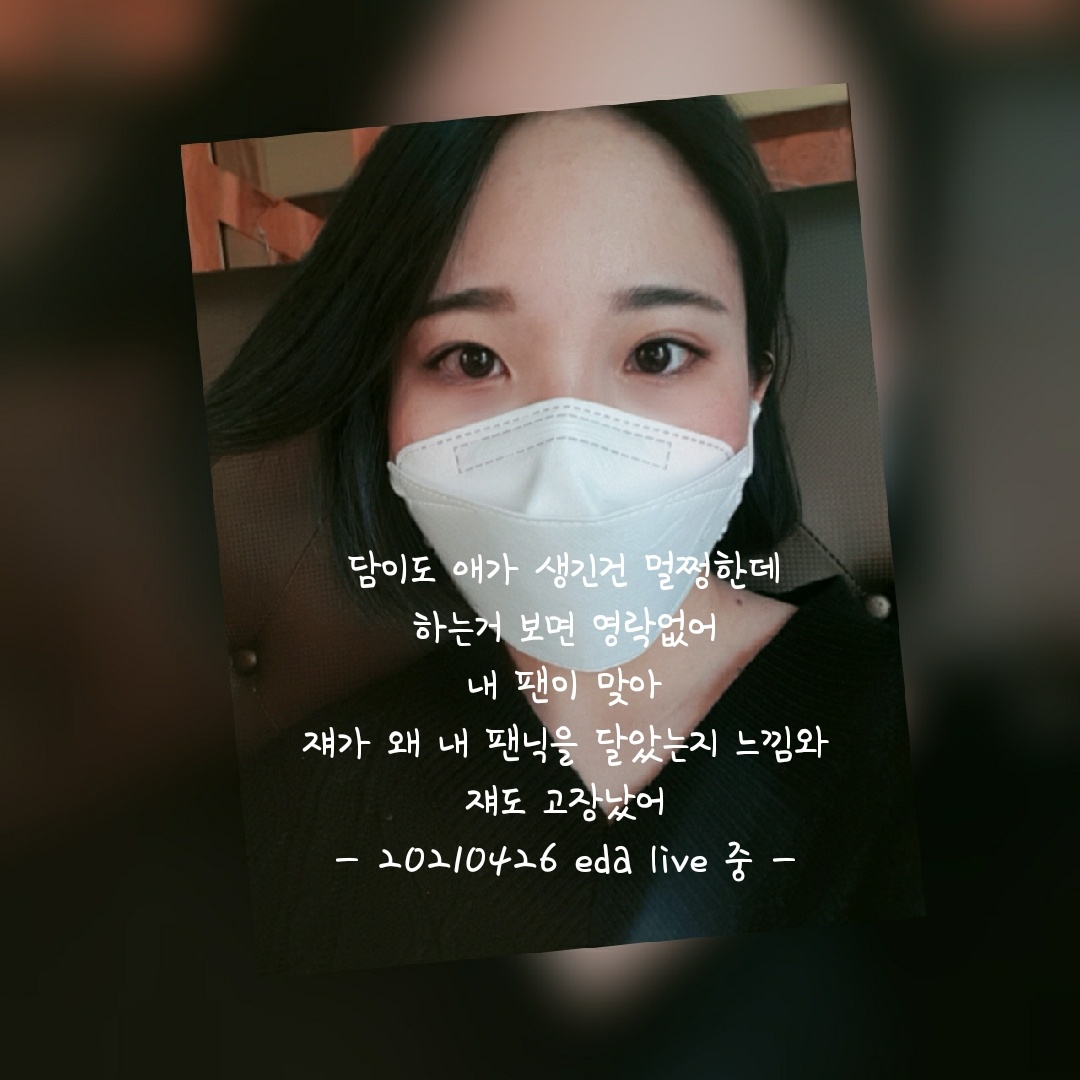 담이도 애가 생긴건 멀쩡한데
하는거 보면 영락없어
내 팬이 맞아
쟤가 왜 내 팬닉을 달았는지 느낌와
쟤도 고장났어
- 20210426 eda live 중 -